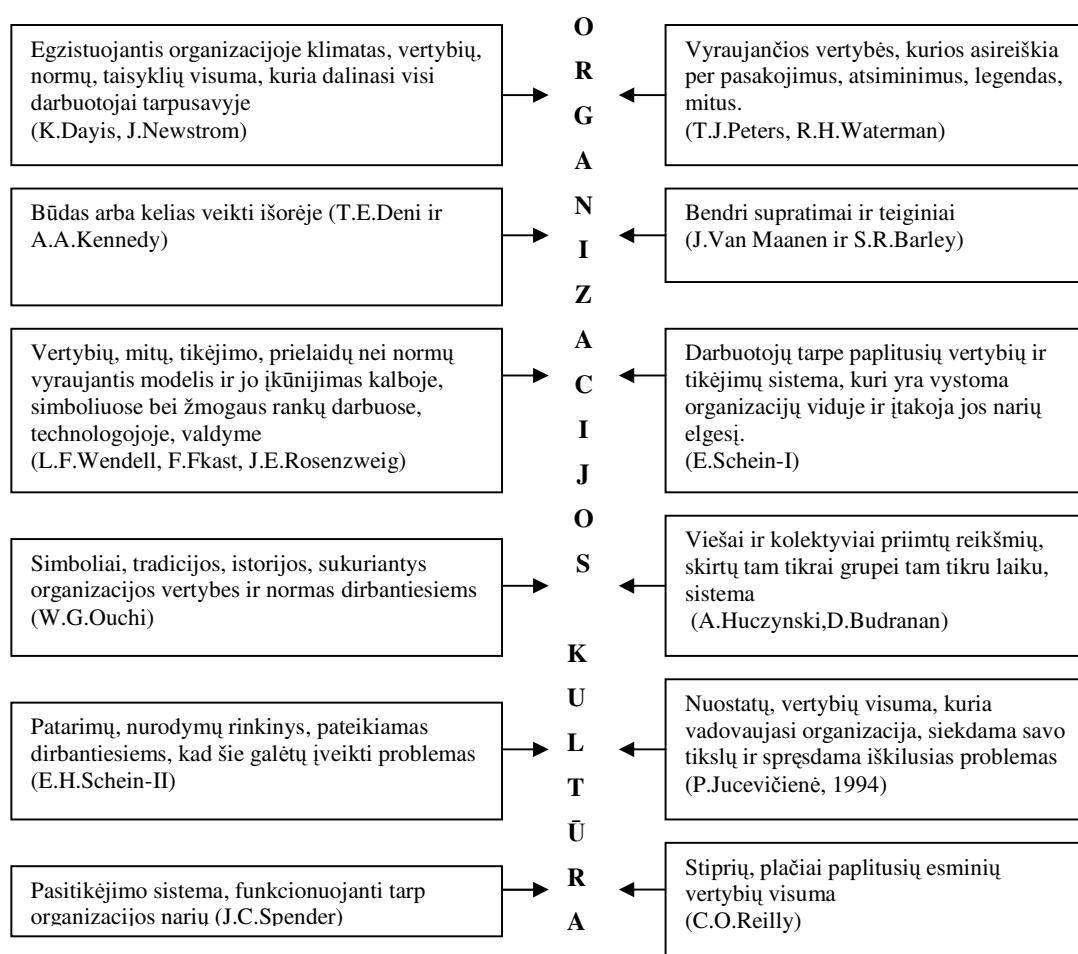 Egzistuojantis organizacijoje klimatas, vertybių,
normų, taisyklių visuma, kuria dalinasi visi
darbuotojai tarpusavyje
(K.Dayis, J.Newstrom)
Būdas arba kelias veikti išorėje (T.E.Deni ir
A.A.Kennedy)
Vertybių, mitų, tikėjimo, prielaidų nei normų
vyraujantis modelis ir jo įkūnijimas kalboje,
simboliuose bei žmogaus rankų darbuose,
technologojoje, valdyme
(L.F.Wendell, F.Fkast, J.E.Rosenzweig)
Simboliai, tradicijos, istorijos, sukuriantys
organizacijos vertybes ir normas dirbantiesiems
(W.G.Ouchi)
Patarimų, nurodymų rinkinys, pateikiamas
dirbantiesiems, kad šie galėtų įveikti problemas
(E.H.Schein-II)
Pasitikėjimo sistema, funkcionuojanti tarp
organizacijos narių (J.C.Spender)
O
R
G
A
N
I
Z
A
C
I
J
O
S
K
U
L
T
Ū
R
A
Vyraujančios vertybės, kurios asireiškia
per pasakojimus, atsiminimus, legendas,
mitus.
(T.J.Peters, R.H.Waterman)
Bendri supratimai ir teiginiai
(J.Van Maanen ir S.R.Barley)
Darbuotojų tarpe paplitusių vertybių ir
tikėjimų sistema, kuri yra vystoma
organizacijų viduje ir įtakoja jos narių
elgesį.
(E.Schein-I)
Viešai ir kolektyviai priimtų reikšmių,
skirtų tam tikrai grupei tam tikru laiku,
sistema
(A.Huczynski,D.Budranan)
Nuostatų, vertybių visuma, kuria
vadovaujasi organizacija, siekdama savo
tikslų ir spręsdama iškilusias problemas
(P.Jucevičienė, 1994)
Stiprių, plačiai paplitusių esminių
vertybių visuma
(C.O.Reilly)